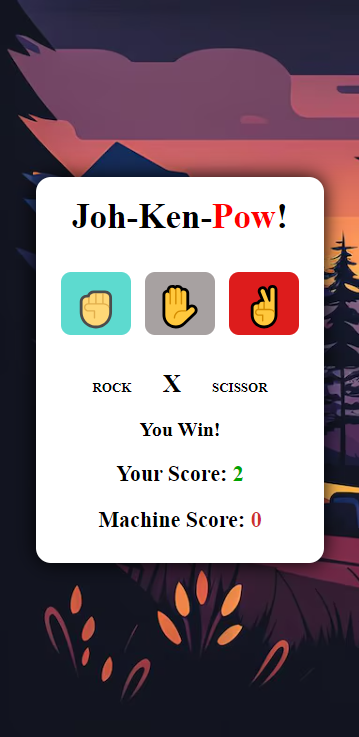 Joh-Ken-Pow!
ROCK X SCISSOR
You Win!
Your Score: 2
Machine Score: 0